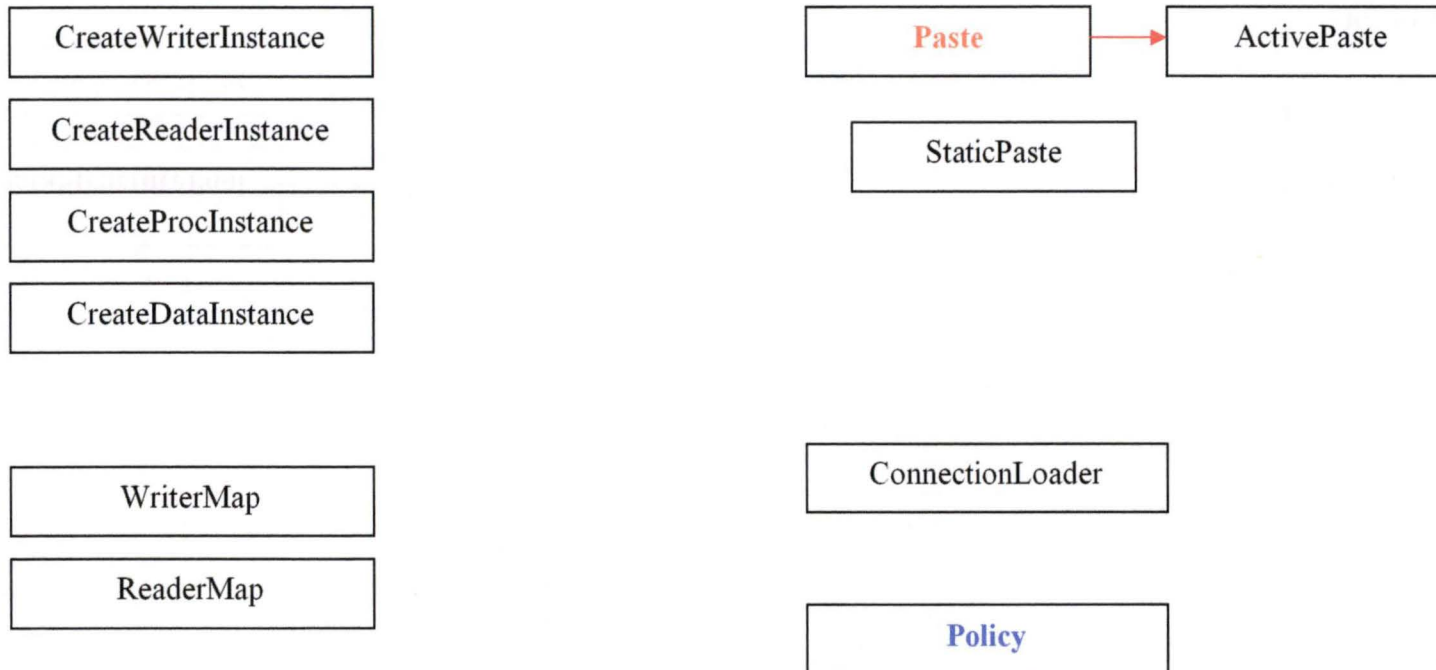 CreateWriterInstance
CreateReaderInstance
CreateProcInstance
CreateDataInstance
WriterMap
ReaderMap
Paste
ActivePaste
StaticPaste
ConnectionLoader
Policy